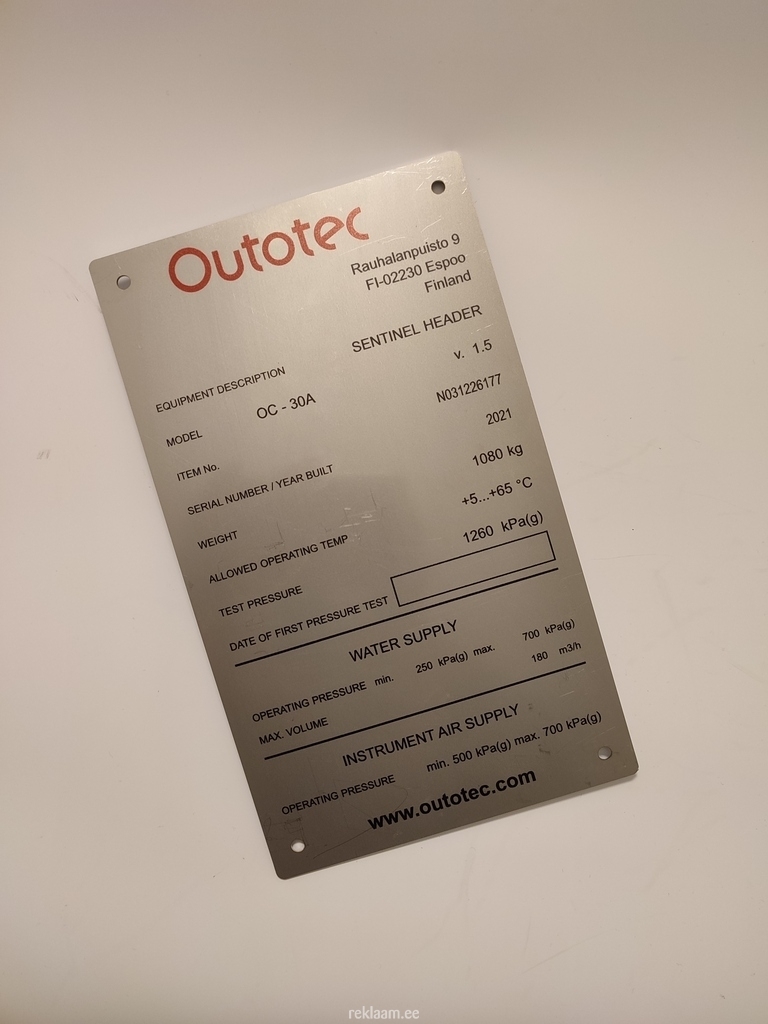 Outotec
Rauhalanpuisto 9
FI-02230 Espoo
Finland
EQUIPMENT DESCRIPTION SENTINEL HEADER
MODEL OC - 30A v. 1.5
ITEM No. N031226177
SERIAL NUMBER / YEAR BUILT 2021
WEIGHT 1080 kg
ALLOWED OPERATING TEMP +5...+65 °C
TEST PRESSURE 1260 kPa(g)
DATE OF FIRST PRESSURE TEST
WATER SUPPLY
OPERATING PRESSURE min. 250 kPa(g) max. 700 kPa(g)
MAX. VOLUME 180 m3/h
INSTRUMENT AIR SUPPLY
OPERATING PRESSURE min. 500 kPa(g) max. 700 kPa(g)
www.outotec.com
reklaam.ee